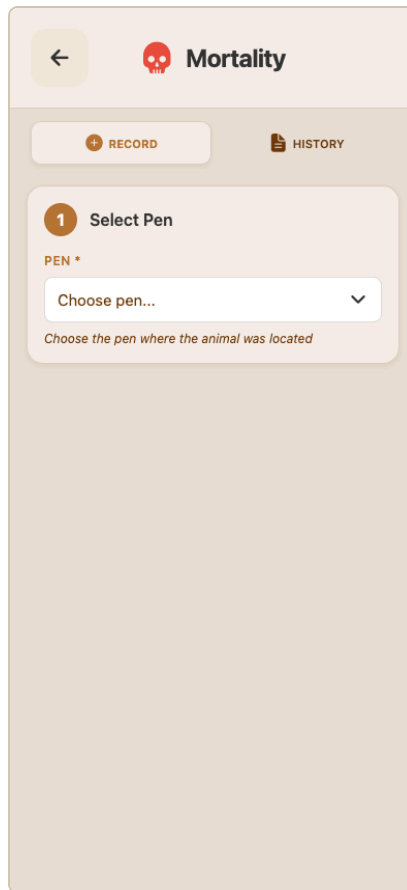 Mortality
RECORD
HISTORY
1 Select Pen
PEN *
Choose pen...
Choose the pen where the animal was located